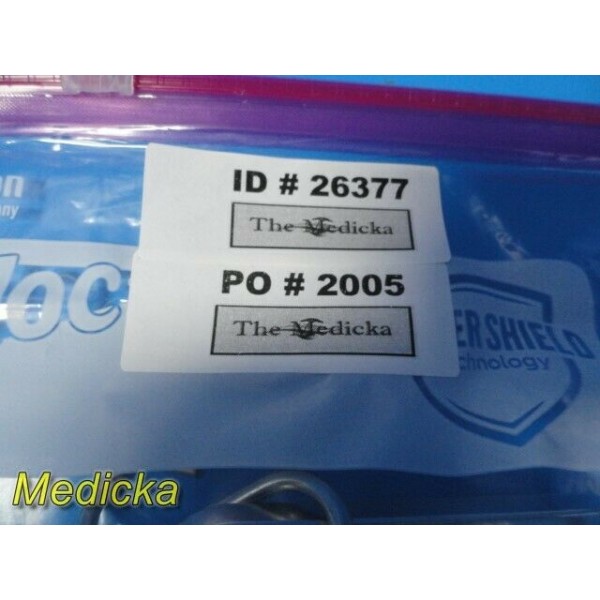 ID # 26377
The Medicka
PO # 2005
The Medicka
Medicka